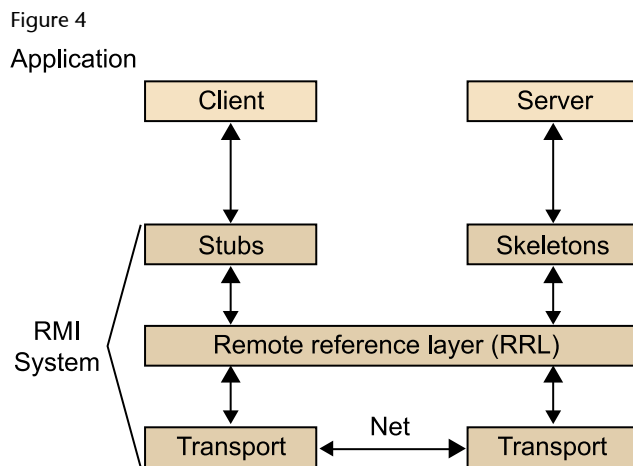 Figure 4
Application
Client
Server
Stubs
Skeletons
RMI
System
Remote reference layer (RRL)
Net
Transport
Transport